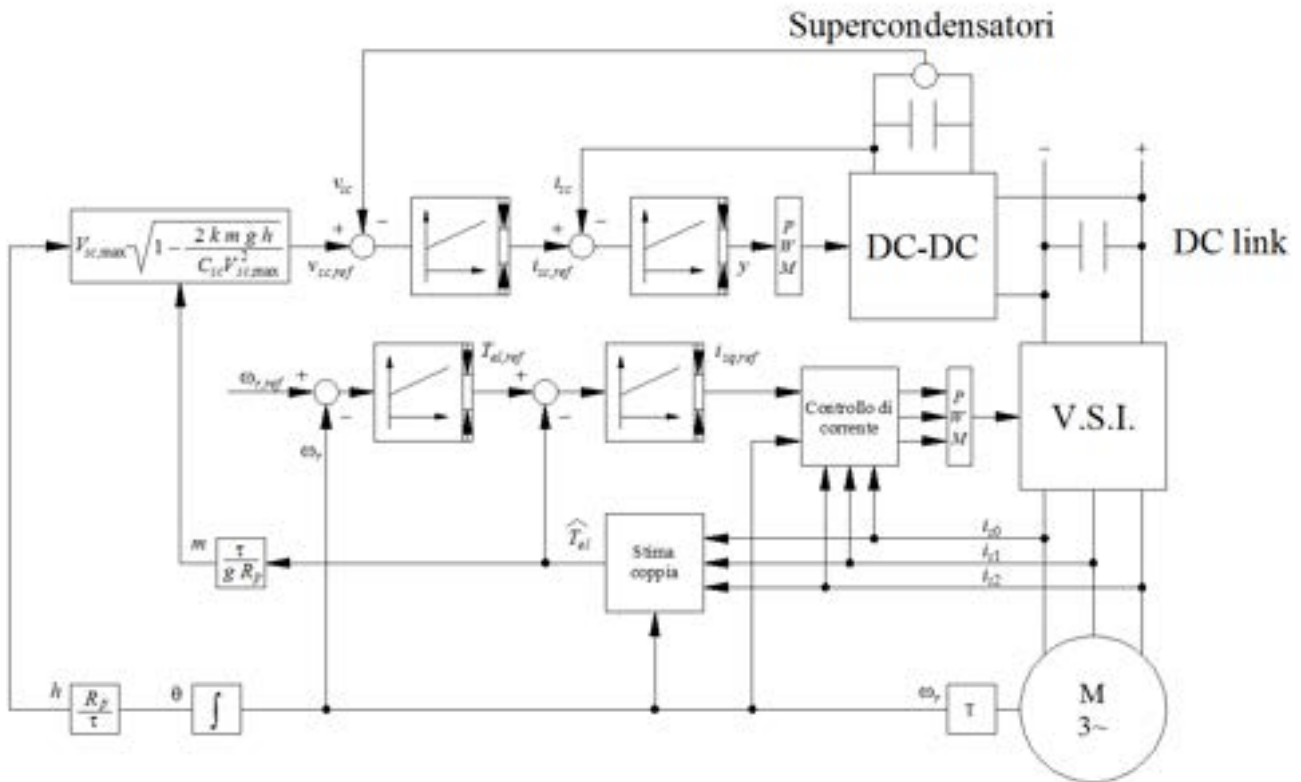 Supercondensatori
− +
v_sc
i_sc
V_sc,max √(1 − 2 k m g h / (C_sc V²_sc,max))
+ −
v_sc,ref
+ −
i_sc,ref
y
P W M
DC-DC
DC link
ω_r,ref
+ −
ω_r
T_el,ref
+ −
i_sq,ref
Controllo di
corrente
P W M
V.S.I.
m
τ / (g R_p)
T̂_el
Stima
coppia
i_s0
i_s1
i_s2
h
R_p / τ
θ
∫
ω_r
T
M
3~